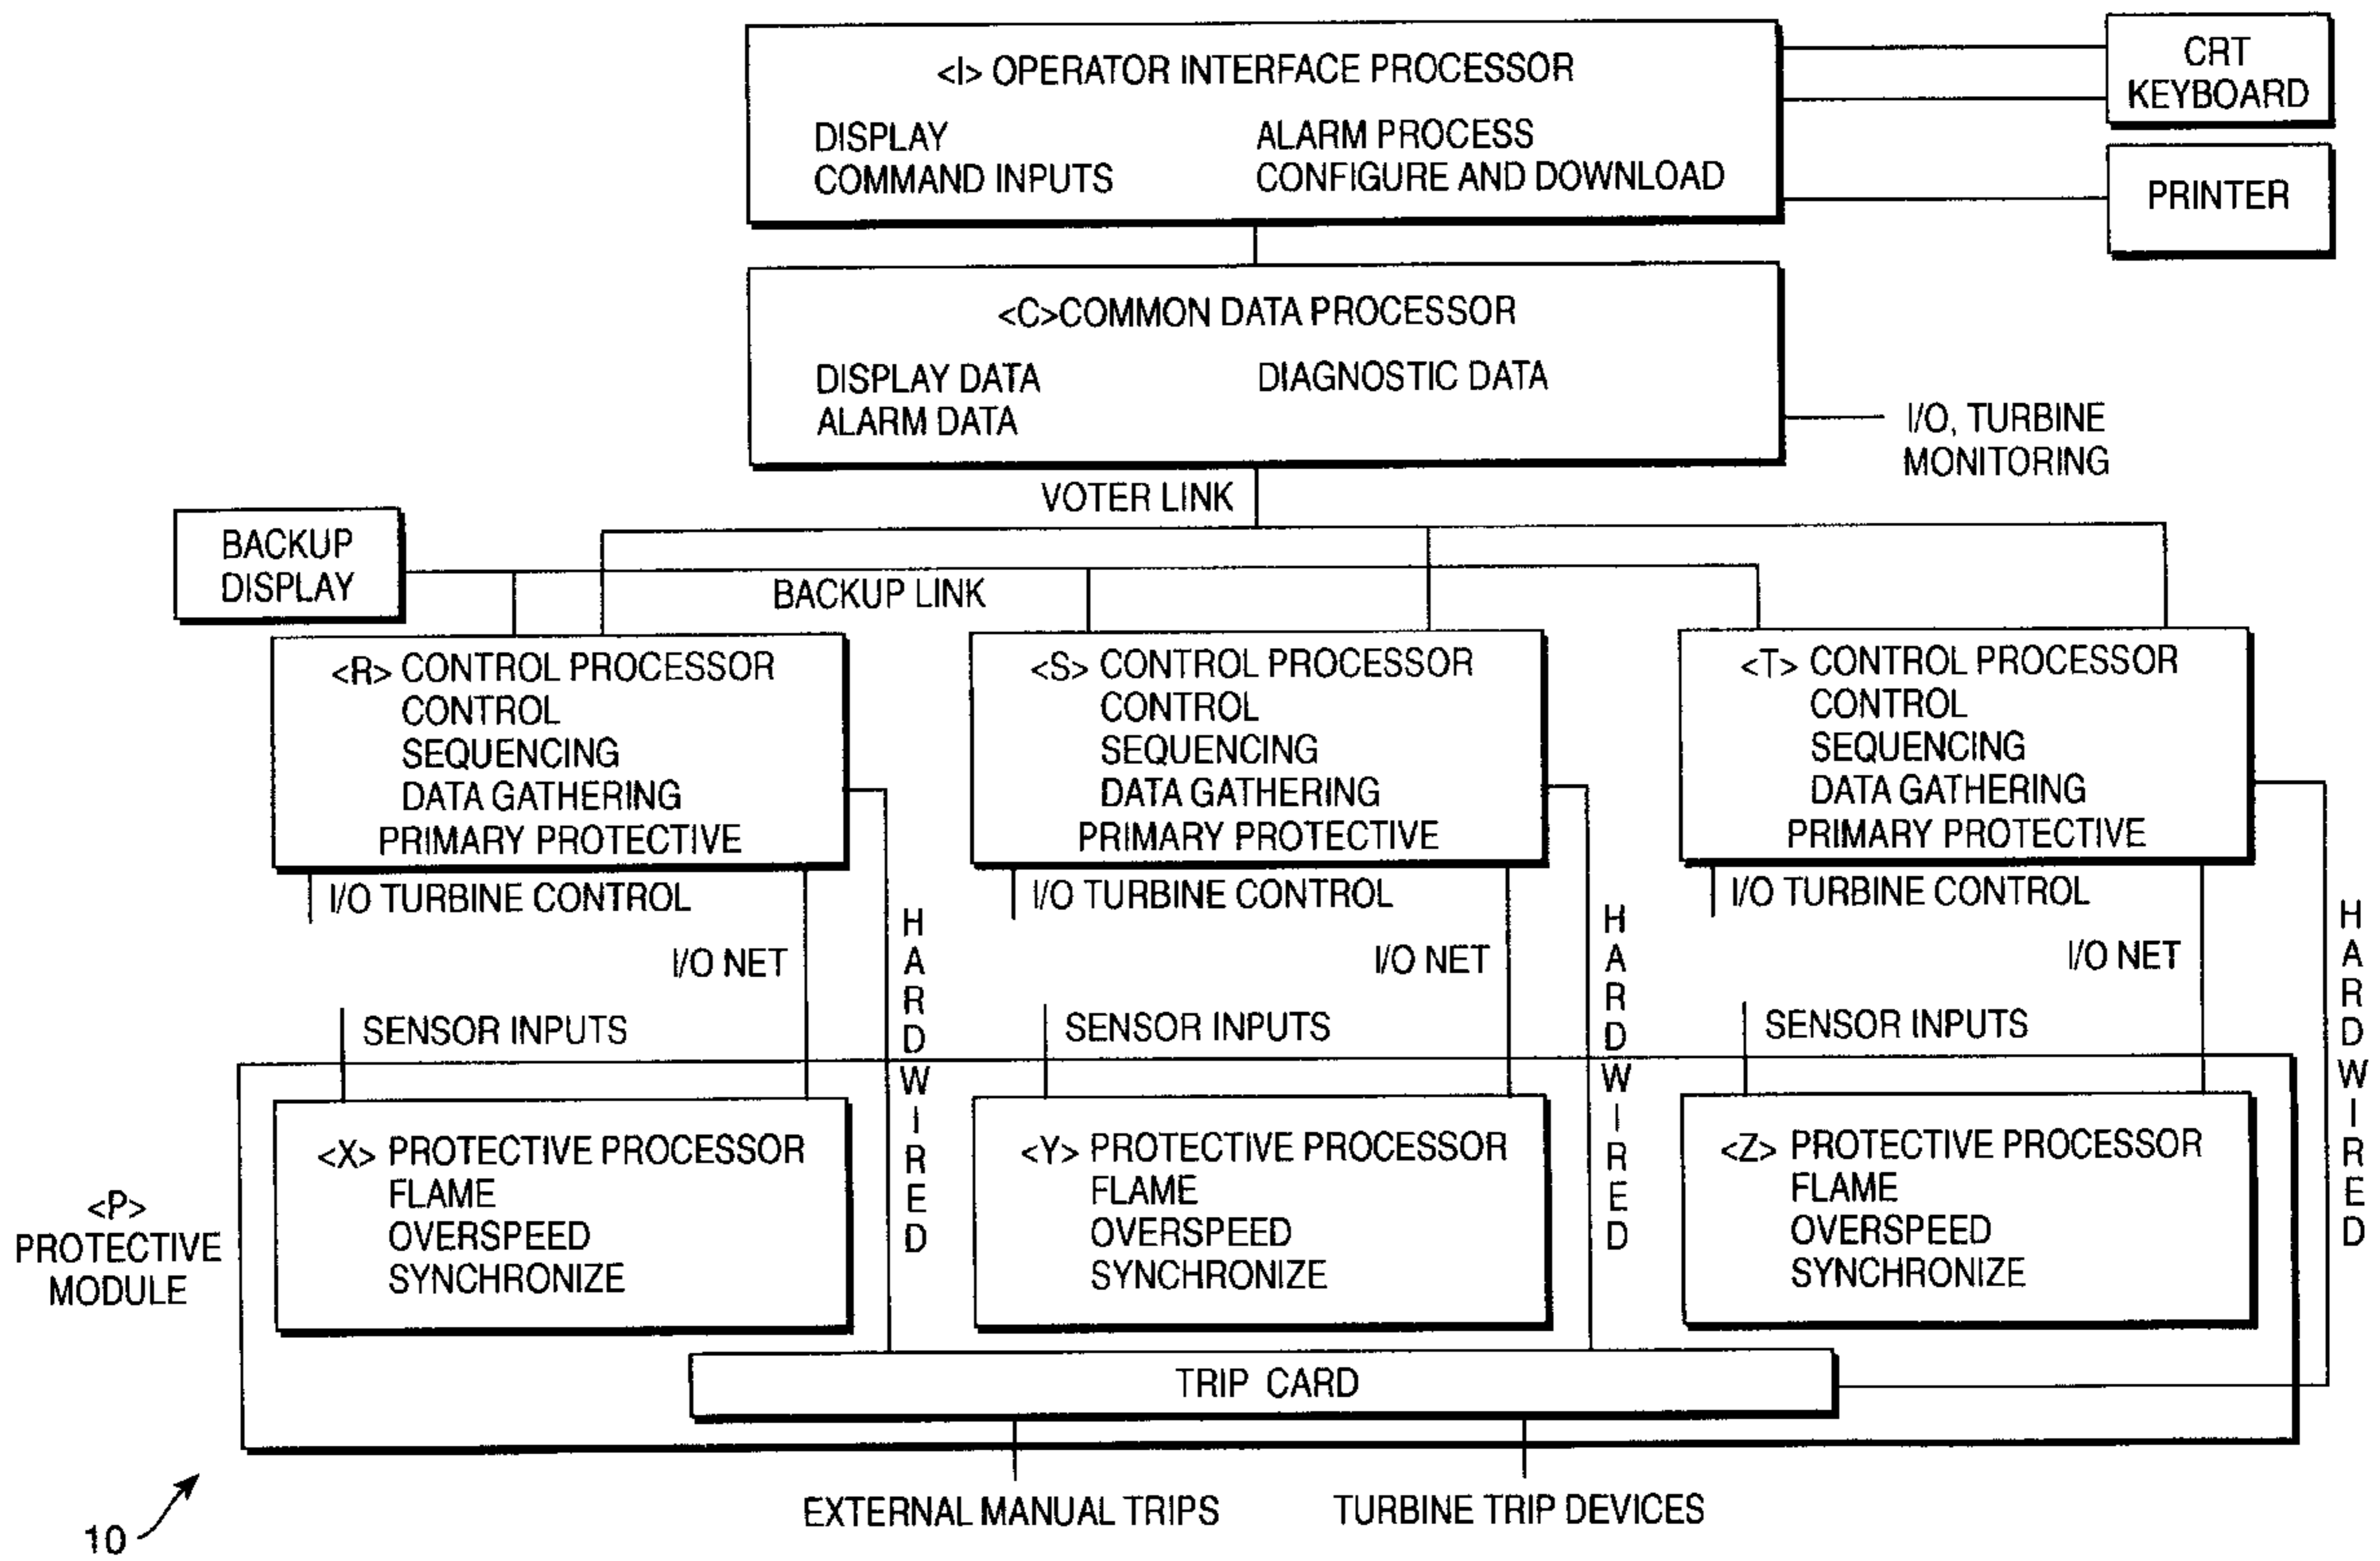 <I> OPERATOR INTERFACE PROCESSOR
DISPLAY
COMMAND INPUTS
ALARM PROCESS
CONFIGURE AND DOWNLOAD
CRT
KEYBOARD
PRINTER
<C>COMMON DATA PROCESSOR
DISPLAY DATA
ALARM DATA
DIAGNOSTIC DATA
I/O, TURBINE
MONITORING
VOTER LINK
BACKUP
DISPLAY
BACKUP LINK
<R> CONTROL PROCESSOR
CONTROL
SEQUENCING
DATA GATHERING
PRIMARY PROTECTIVE
<S> CONTROL PROCESSOR
CONTROL
SEQUENCING
DATA GATHERING
PRIMARY PROTECTIVE
<T> CONTROL PROCESSOR
CONTROL
SEQUENCING
DATA GATHERING
PRIMARY PROTECTIVE
I/O TURBINE CONTROL
I/O NET
HARDWIRED
SENSOR INPUTS
I/O TURBINE CONTROL
I/O NET
HARDWIRED
SENSOR INPUTS
I/O TURBINE CONTROL
I/O NET
HARDWIRED
SENSOR INPUTS
<P>
PROTECTIVE
MODULE
<X> PROTECTIVE PROCESSOR
FLAME
OVERSPEED
SYNCHRONIZE
<Y> PROTECTIVE PROCESSOR
FLAME
OVERSPEED
SYNCHRONIZE
<Z> PROTECTIVE PROCESSOR
FLAME
OVERSPEED
SYNCHRONIZE
TRIP CARD
EXTERNAL MANUAL TRIPS
TURBINE TRIP DEVICES
10